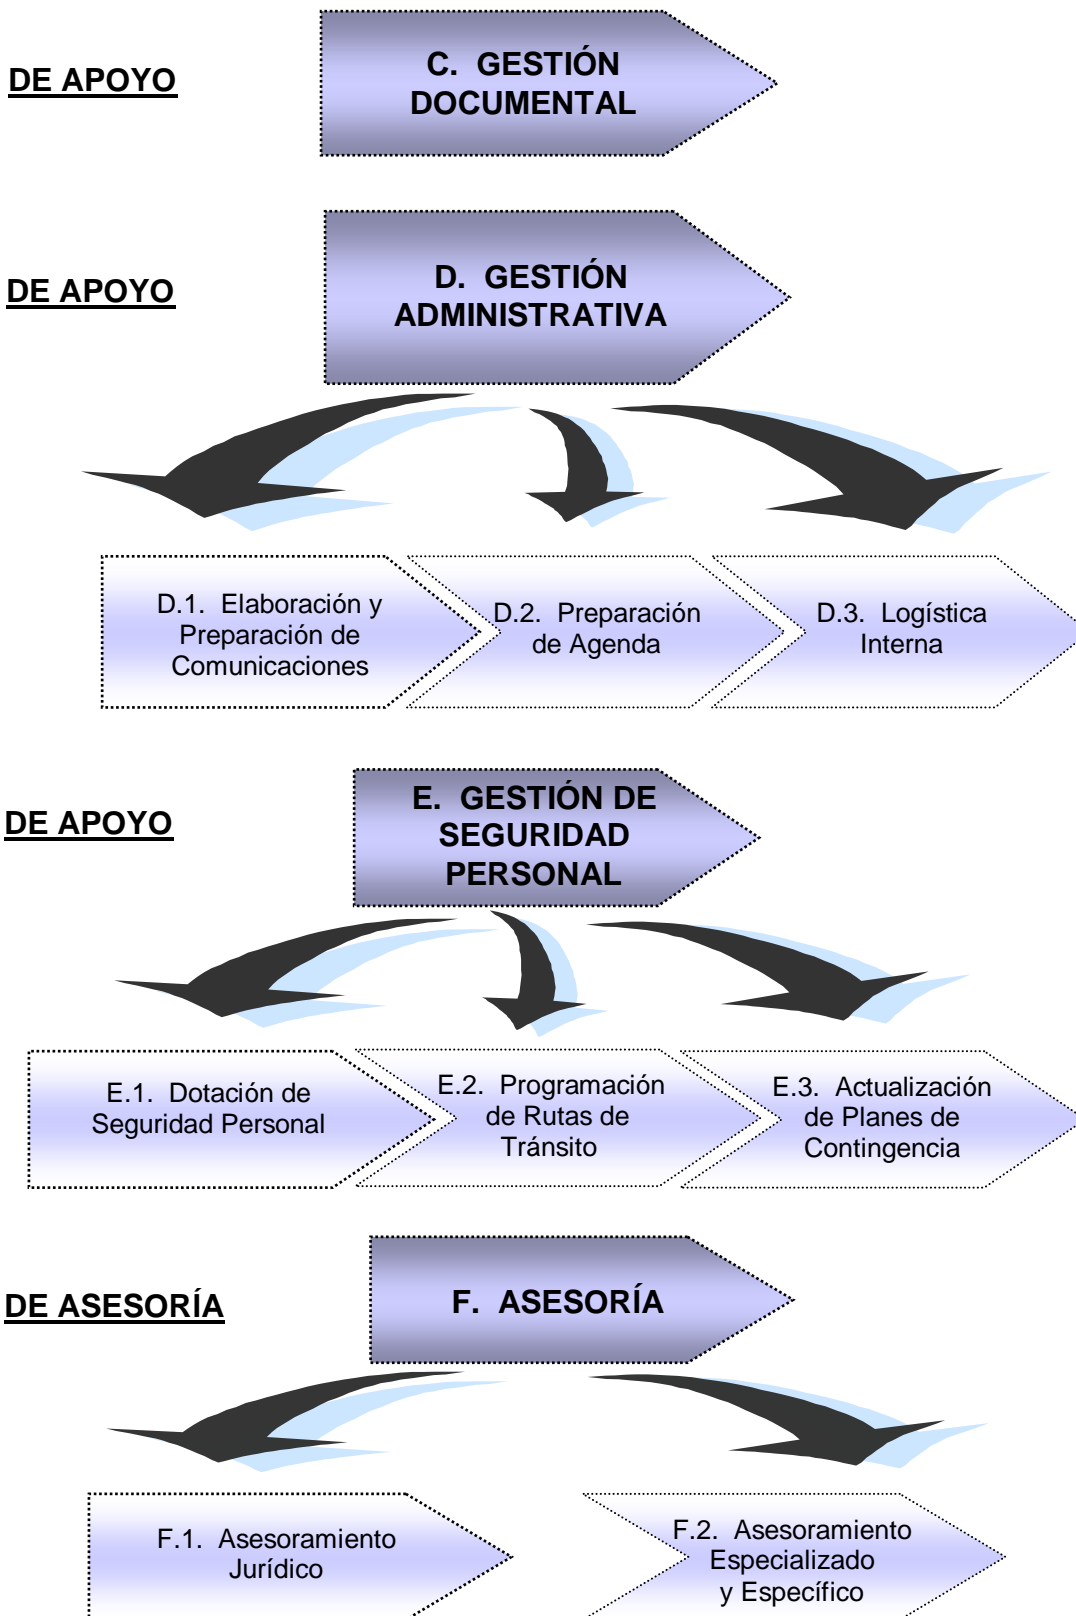 DE APOYO
C. GESTIÓN
DOCUMENTAL
DE APOYO
D. GESTIÓN
ADMINISTRATIVA
D.1. Elaboración y
Preparación de
Comunicaciones
D.2. Preparación
de Agenda
D.3. Logística
Interna
DE APOYO
E. GESTIÓN DE
SEGURIDAD
PERSONAL
E.1. Dotación de
Seguridad Personal
E.2. Programación
de Rutas de
Tránsito
E.3. Actualización
de Planes de
Contingencia
DE ASESORÍA
F. ASESORÍA
F.1. Asesoramiento
Jurídico
F.2. Asesoramiento
Especializado
y Específico